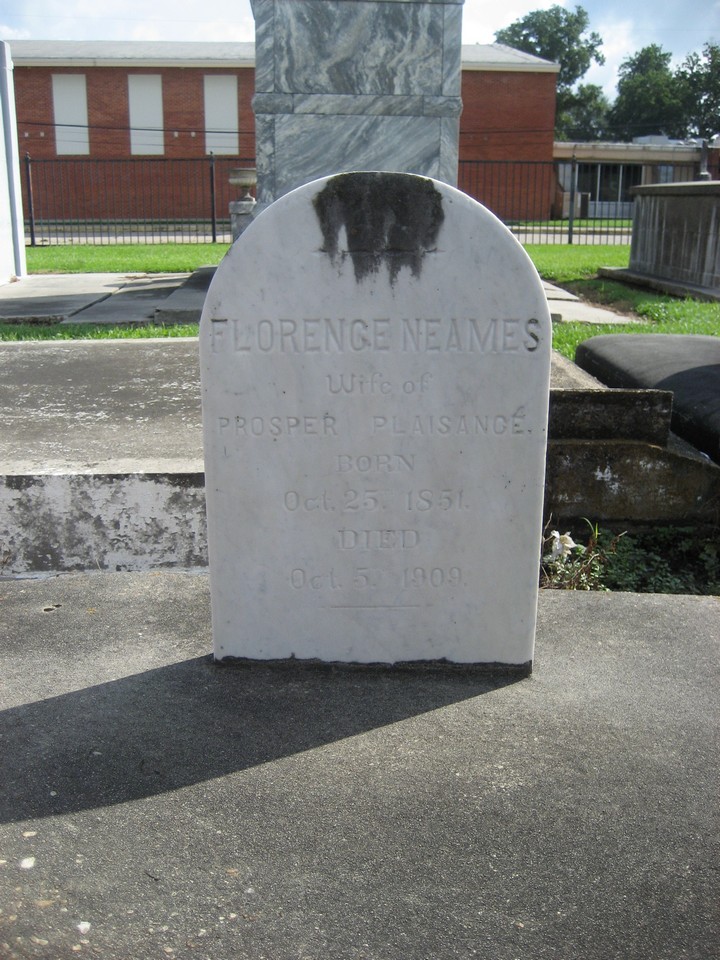 FLORENCE NEAMES
Wife of
PROSPER PLAISANCÉ.
BORN
Oct. 25. 1851.
DIED
Oct. 5. 1909.